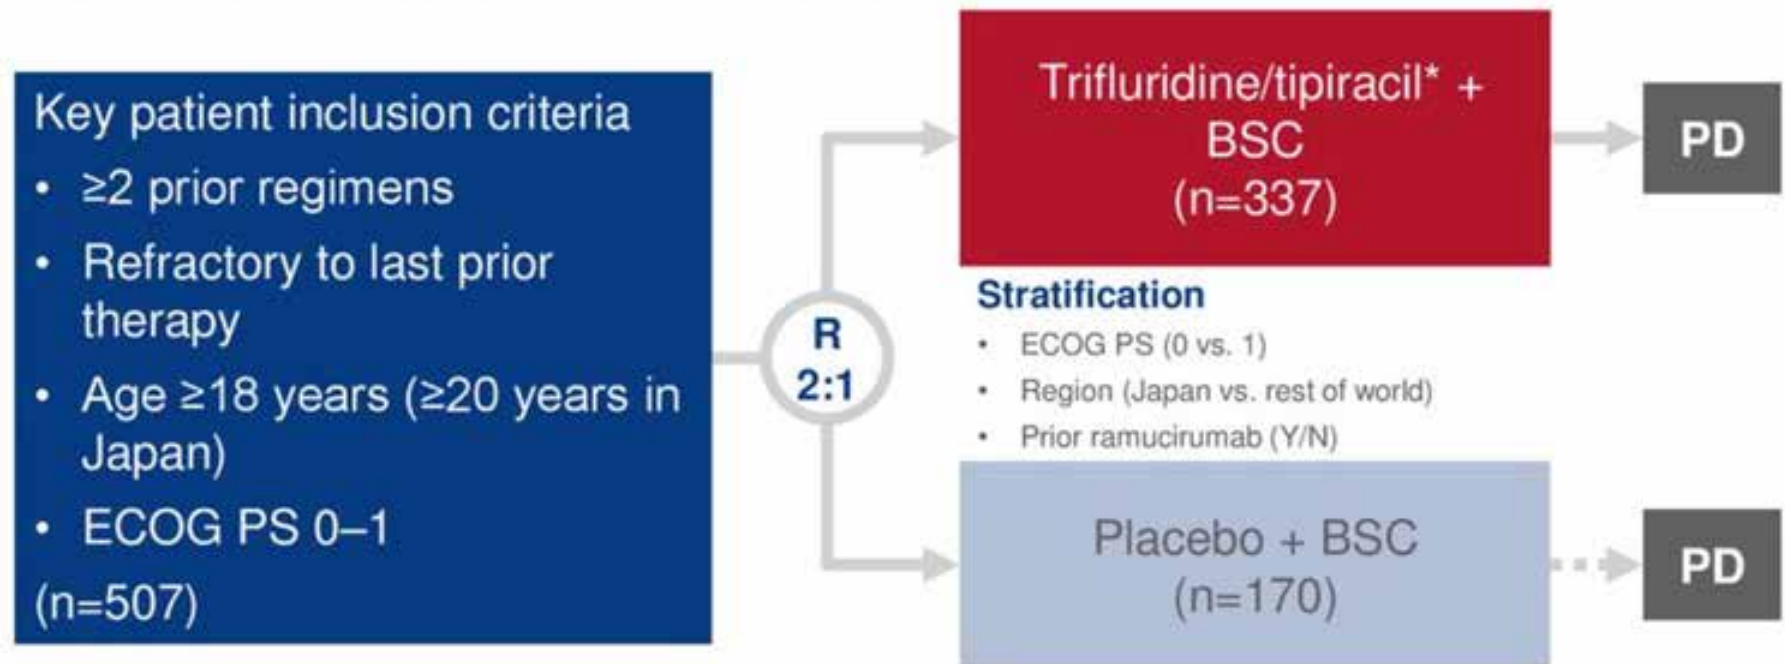 Key patient inclusion criteria
• ≥2 prior regimens
• Refractory to last prior
therapy
• Age ≥18 years (≥20 years in
Japan)
• ECOG PS 0–1
(n=507)
R
2:1
Trifluridine/tipiracil* +
BSC
(n=337)
PD
Stratification
• ECOG PS (0 vs. 1)
• Region (Japan vs. rest of world)
• Prior ramucirumab (Y/N)
Placebo + BSC
(n=170)
PD